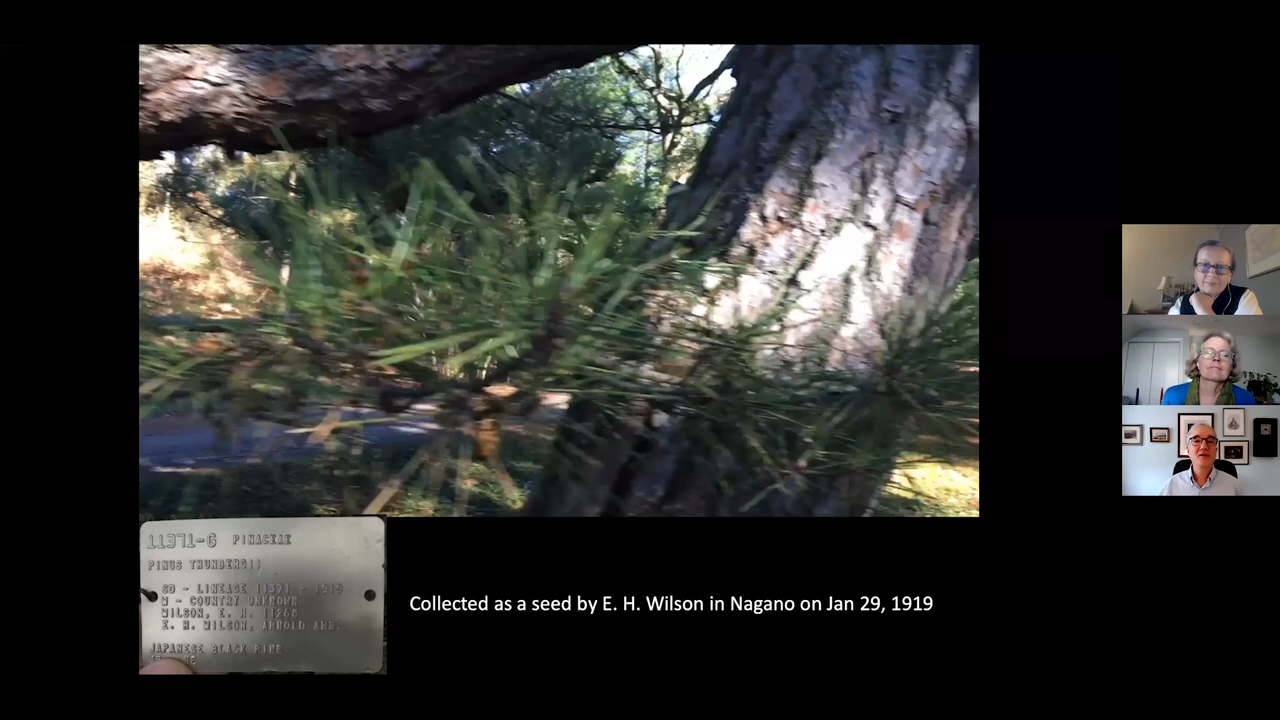 11371-G PINACEAE
PINUS THUNBERGII
SD - LINEAGE 11371 - 1919
W - COUNTRY UNKNOWN
WILSON, E. H. 11268
E. H. WILSON, ARNOLD ARB.
JAPANESE BLACK PINE
Collected as a seed by E. H. Wilson in Nagano on Jan 29, 1919